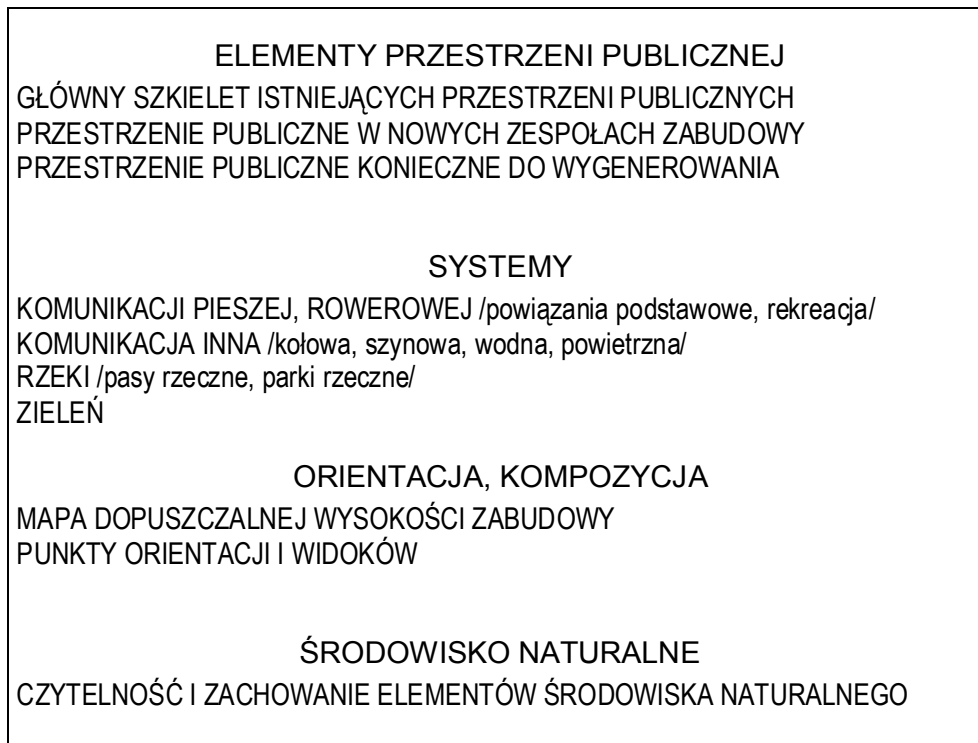 ELEMENTY PRZESTRZENI PUBLICZNEJ
GŁÓWNY SZKIELET ISTNIEJĄCYCH PRZESTRZENI PUBLICZNYCH
PRZESTRZENIE PUBLICZNE W NOWYCH ZESPOŁACH ZABUDOWY
PRZESTRZENIE PUBLICZNE KONIECZNE DO WYGENEROWANIA
SYSTEMY
KOMUNIKACJI PIESZEJ, ROWEROWEJ /powiązania podstawowe, rekreacja/
KOMUNIKACJA INNA /kołowa, szynowa, wodna, powietrzna/
RZEKI /pasy rzeczne, parki rzeczne/
ZIELEŃ
ORIENTACJA, KOMPOZYCJA
MAPA DOPUSZCZALNEJ WYSOKOŚCI ZABUDOWY
PUNKTY ORIENTACJI I WIDOKÓW
ŚRODOWISKO NATURALNE
CZYTELNOŚĆ I ZACHOWANIE ELEMENTÓW ŚRODOWISKA NATURALNEGO